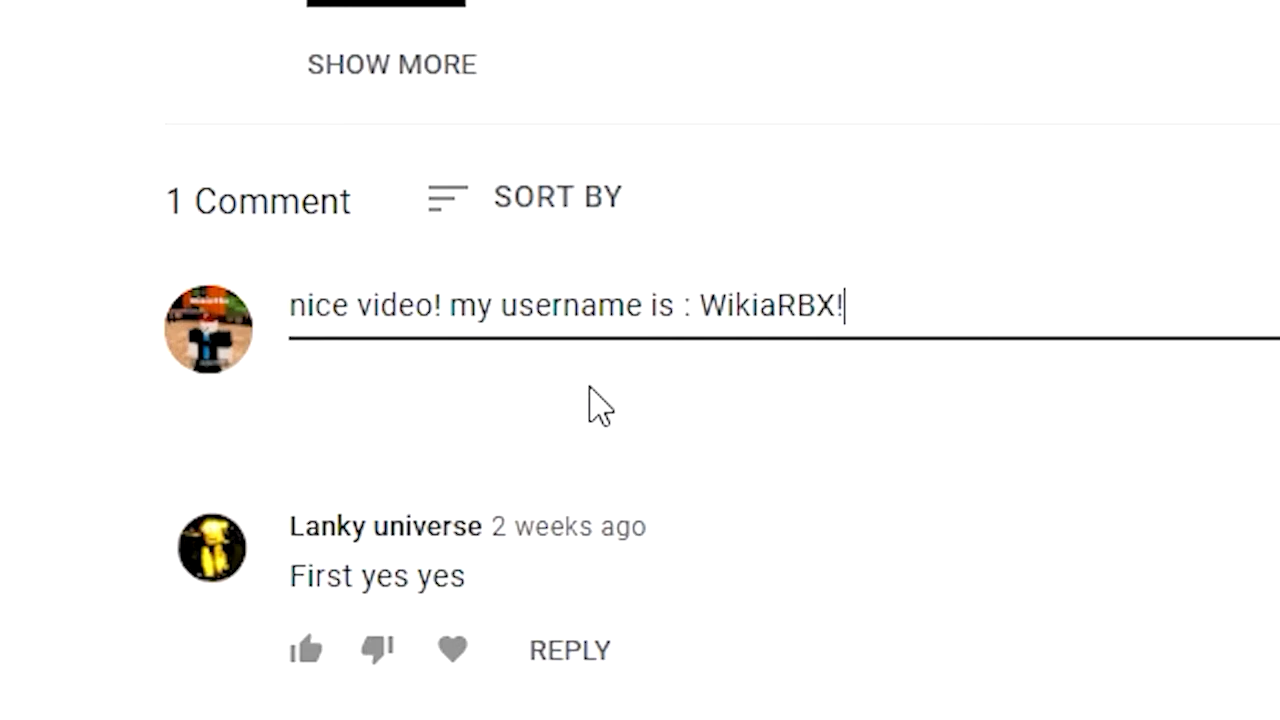 SHOW MORE
1 Comment
SORT BY
nice video! my username is : WikiaRBX!
Lanky universe 2 weeks ago
First yes yes
REPLY